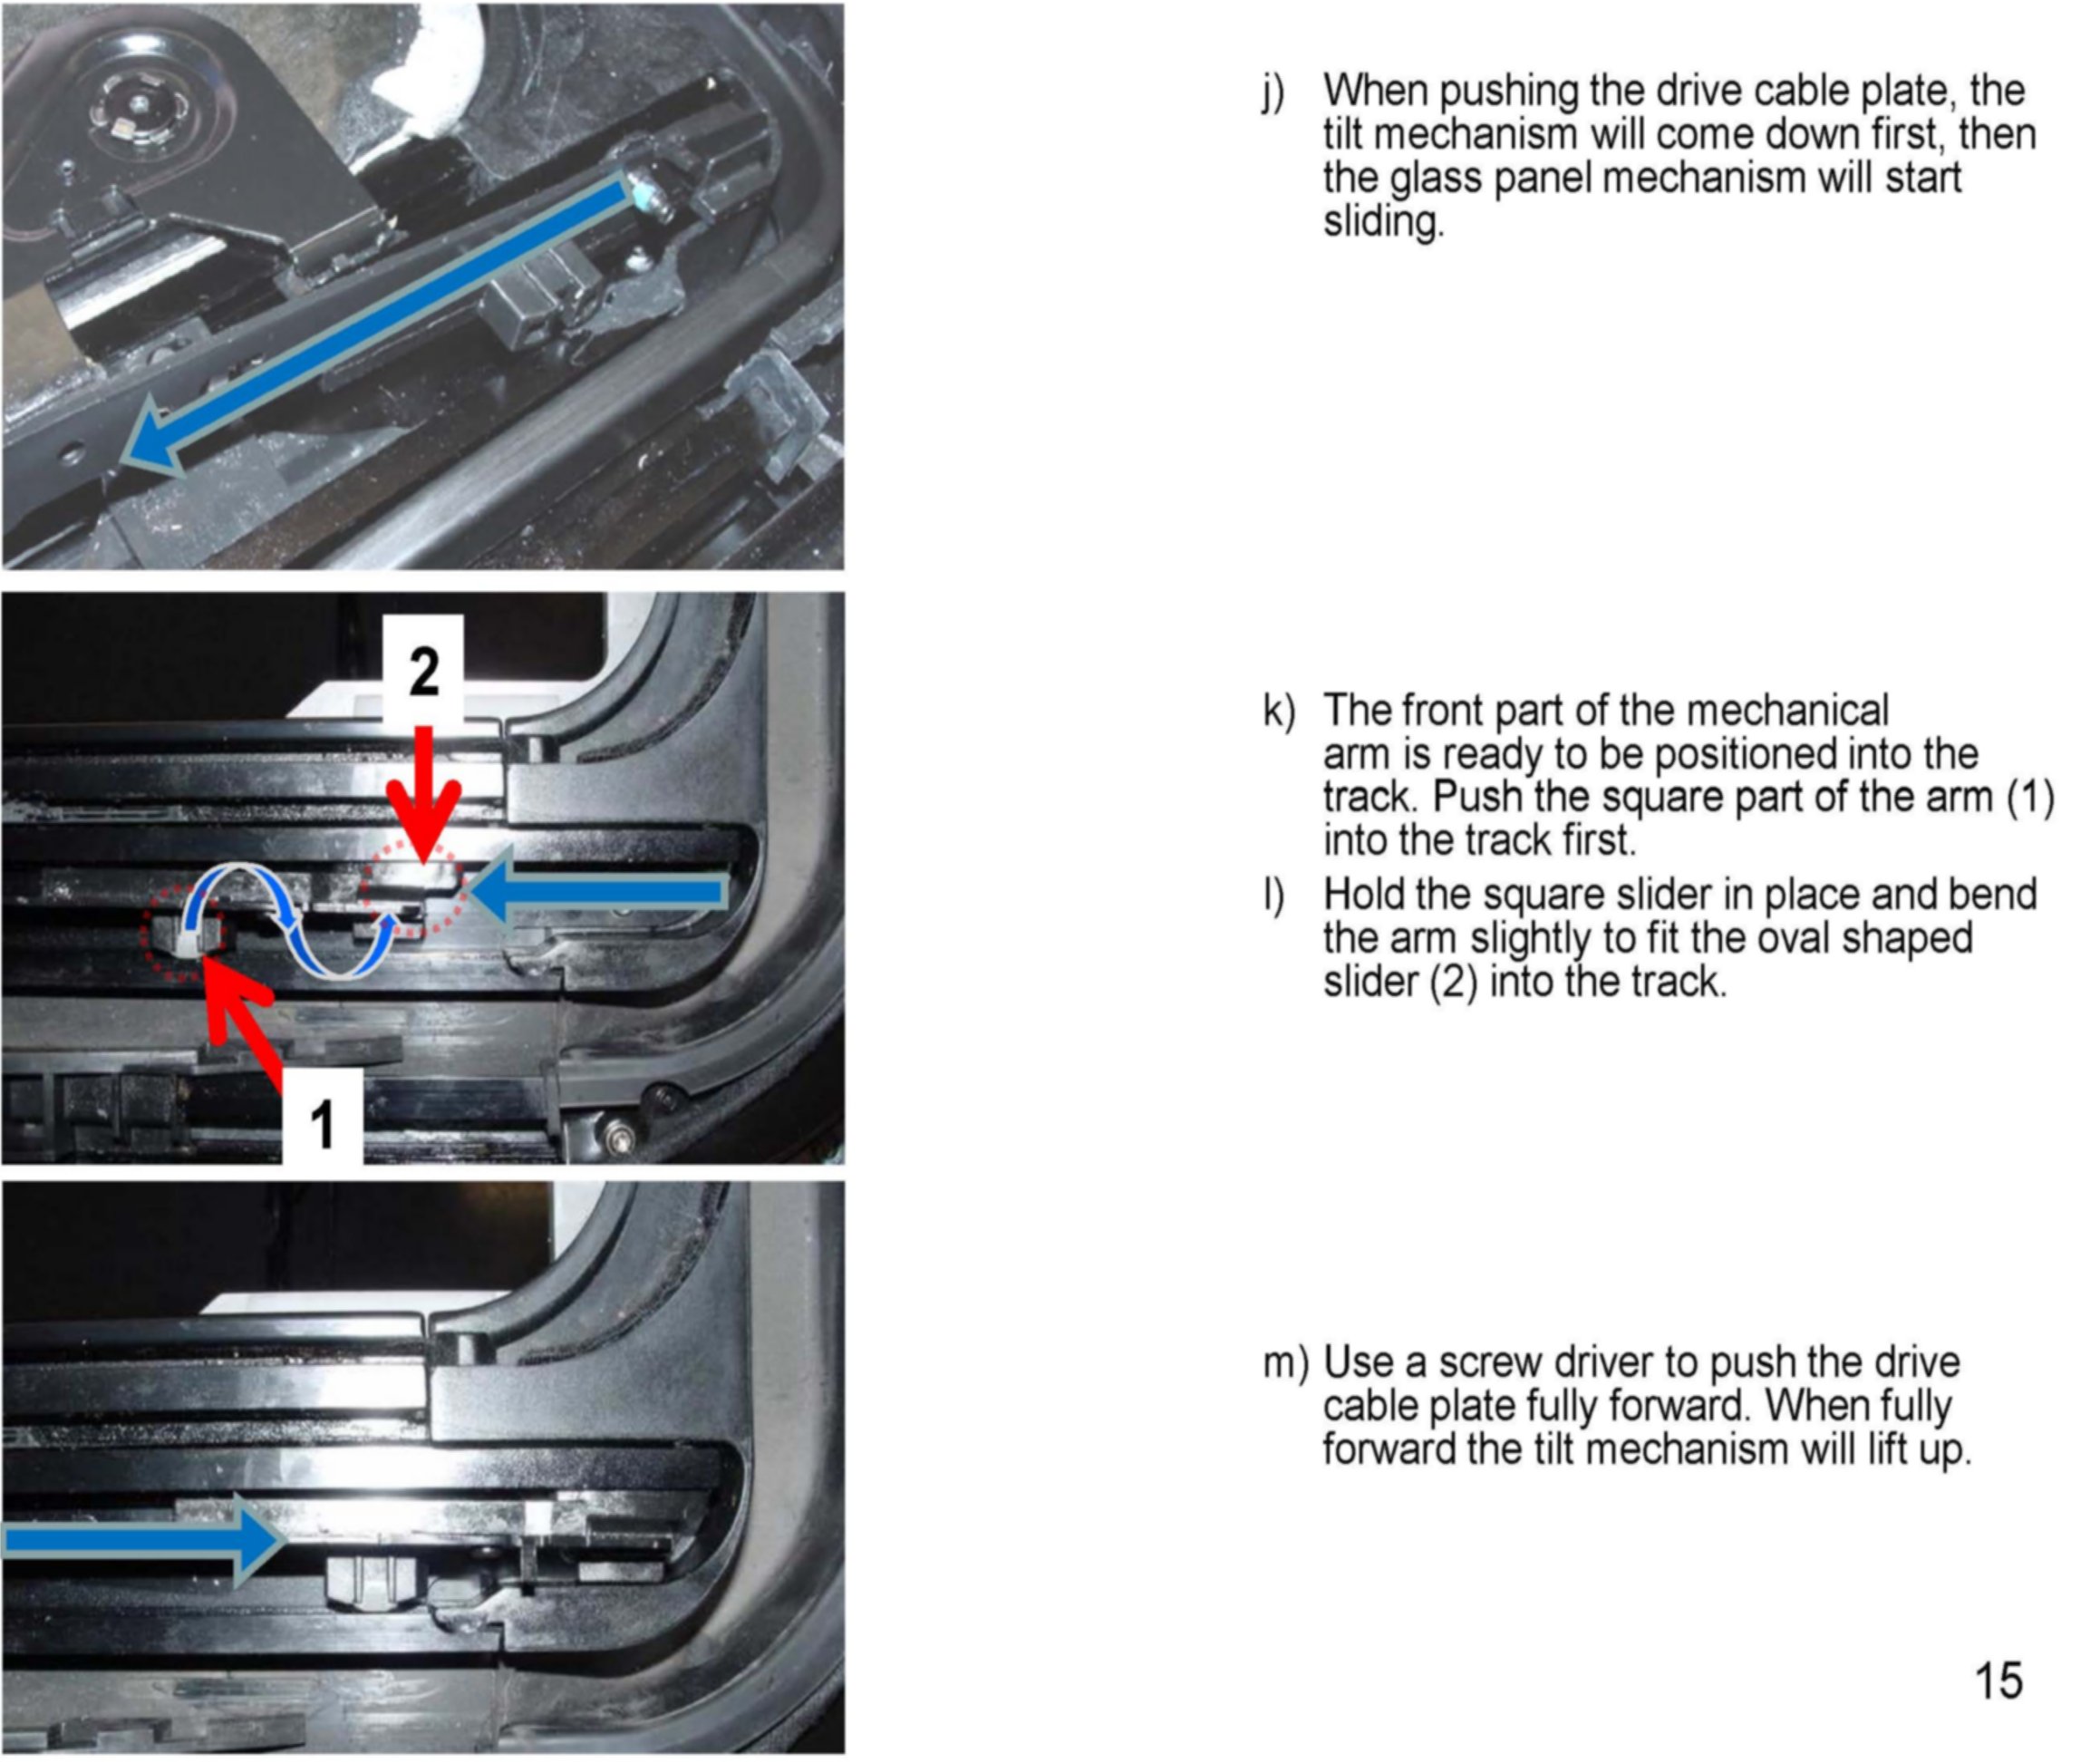 j) When pushing the drive cable plate, the
tilt mechanism will come down first, then
the glass panel mechanism will start
sliding.
2
1
k) The front part of the mechanical
arm is ready to be positioned into the
track. Push the square part of the arm (1)
into the track first.
l) Hold the square slider in place and bend
the arm slightly to fit the oval shaped
slider (2) into the track.
m) Use a screw driver to push the drive
cable plate fully forward. When fully
forward the tilt mechanism will lift up.
15